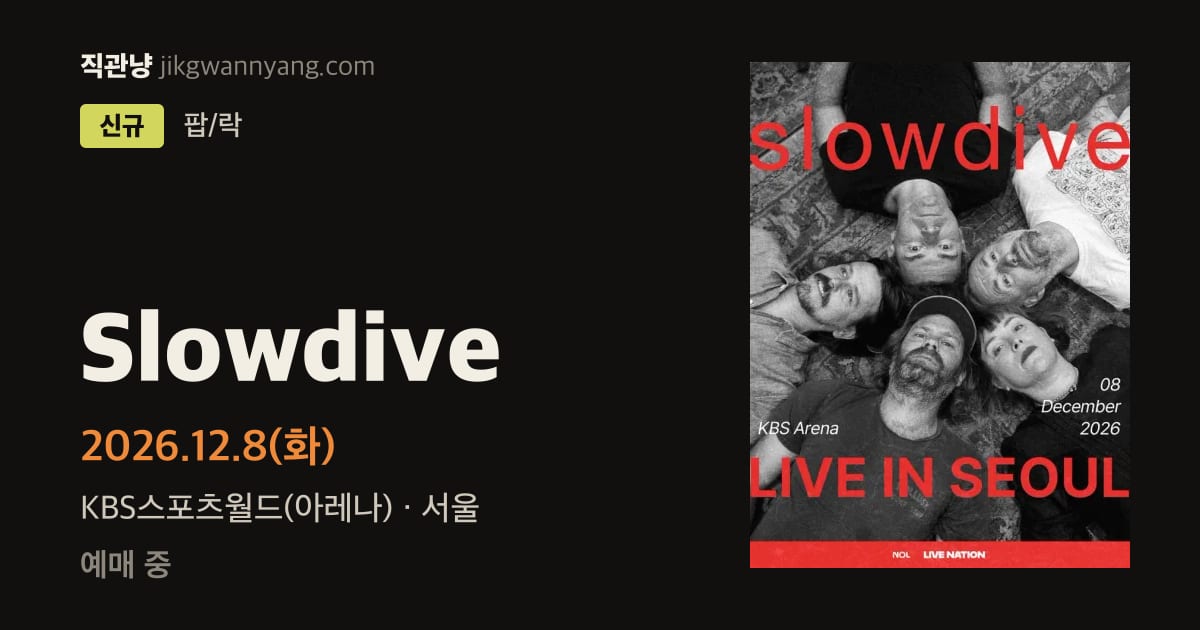 직관냥 jikgwannyang.com
신규 팝/락
Slowdive
2026.12.8(화)
KBS스포츠월드(아레나) · 서울
예매 중
slowdive
08
December
2026
KBS Arena
LIVE IN SEOUL
NOL LIVE NATION